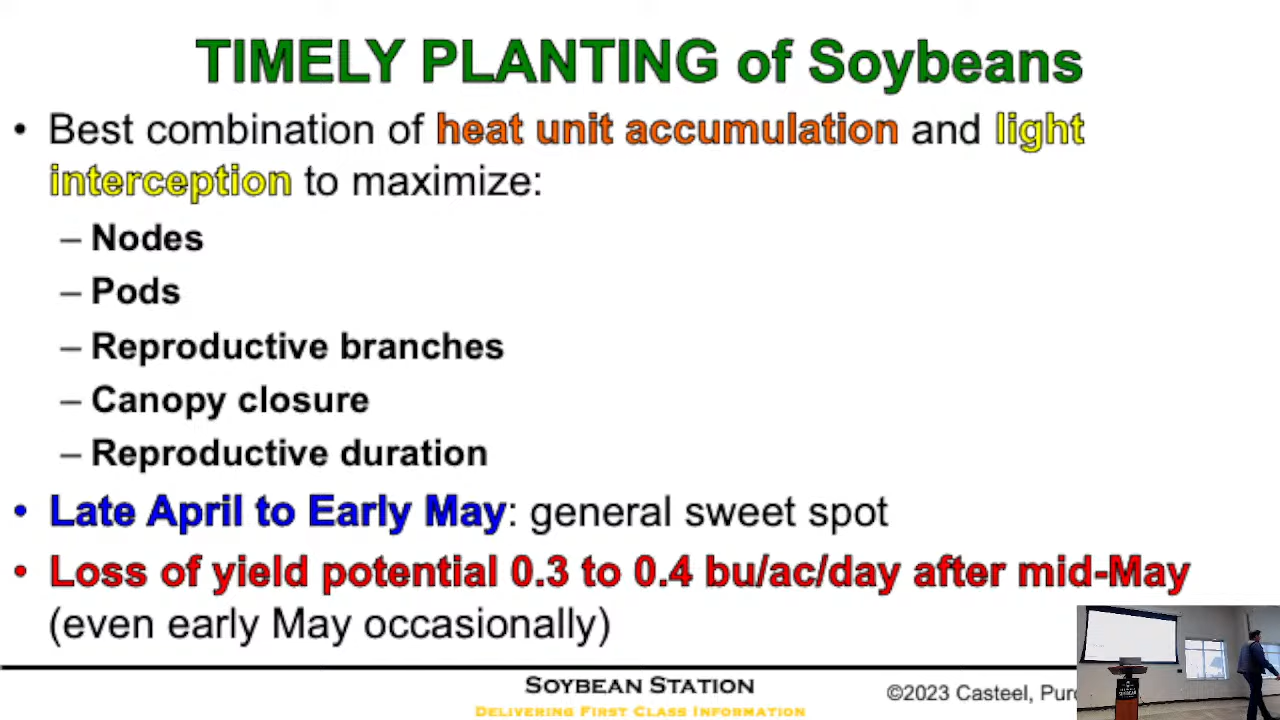 TIMELY PLANTING of Soybeans
• Best combination of heat unit accumulation and light
interception to maximize:
– Nodes
– Pods
– Reproductive branches
– Canopy closure
– Reproductive duration
• Late April to Early May: general sweet spot
• Loss of yield potential 0.3 to 0.4 bu/ac/day after mid-May
(even early May occasionally)
SOYBEAN STATION
DELIVERING FIRST CLASS INFORMATION
©2023 Casteel,